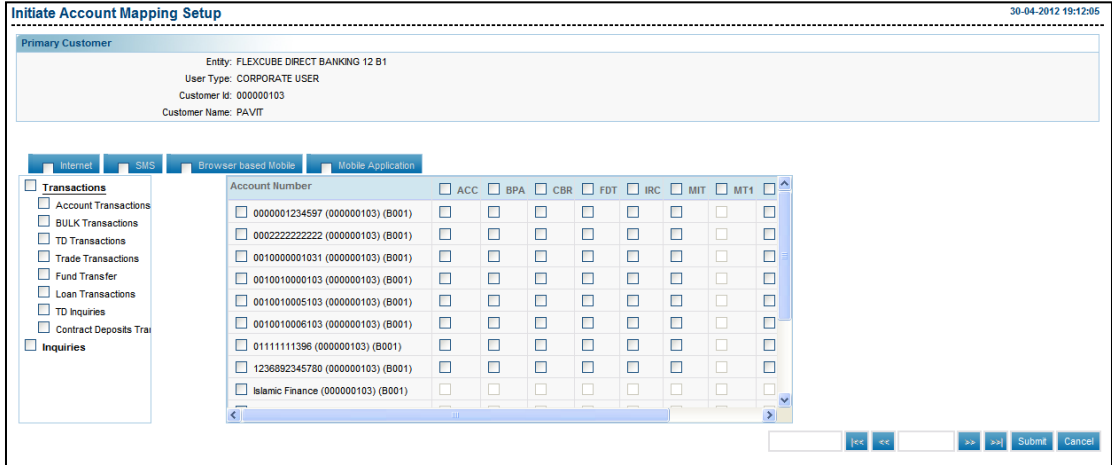 Initiate Account Mapping Setup 30-04-2012 19:12:05
Primary Customer
Entity: FLEXCUBE DIRECT BANKING 12 B1
User Type: CORPORATE USER
Customer Id: 000000103
Customer Name: PAVIT
Internet SMS Browser based Mobile Mobile Application
Transactions
Account Transactions
BULK Transactions
TD Transactions
Trade Transactions
Fund Transfer
Loan Transactions
TD Inquiries
Contract Deposits Tra
Inquiries
Account Number ACC BPA CBR FDT IRC MIT MT1
0000001234597 (000000103) (B001)
0002222222222 (000000103) (B001)
0010000001031 (000000103) (B001)
0010010000103 (000000103) (B001)
0010010005103 (000000103) (B001)
0010010006103 (000000103) (B001)
01111111396 (000000103) (B001)
1236892345780 (000000103) (B001)
Islamic Finance (000000103) (B001)
|<< << >> >>| Submit Cancel